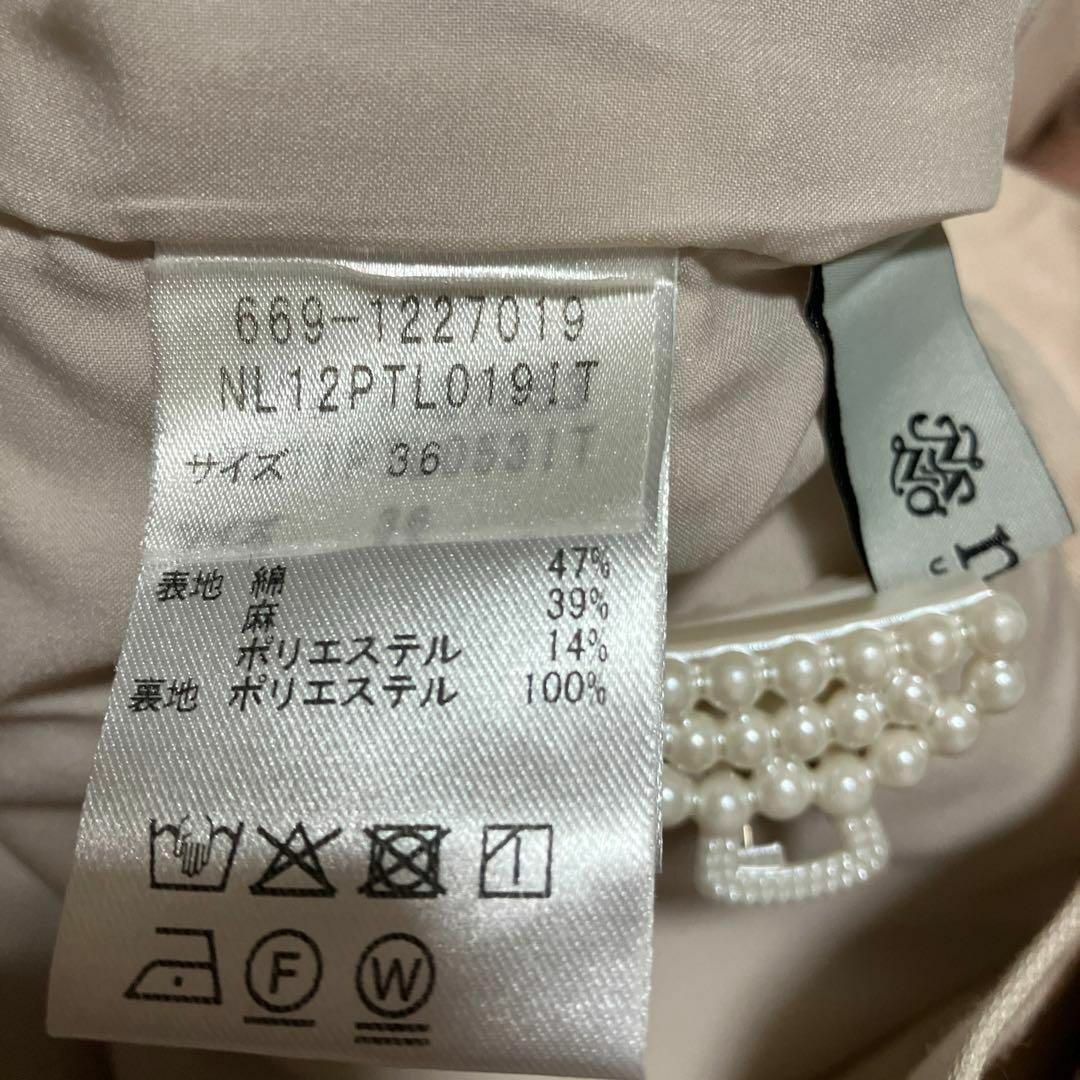 669-1227019
NL12PTL019IT
サイズ 36
表地 綿 47%
麻 39%
ポリエステル 14%
裏地 ポリエステル 100%
F
W